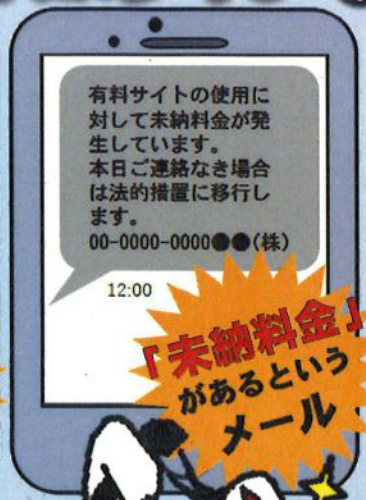 有料サイトの使用に
対して未納料金が発
生しています。
本日ご連絡なき場合
は法的措置に移行し
ます。
00-0000-0000●●(株)
12:00
「未納料金」
があるという
メール